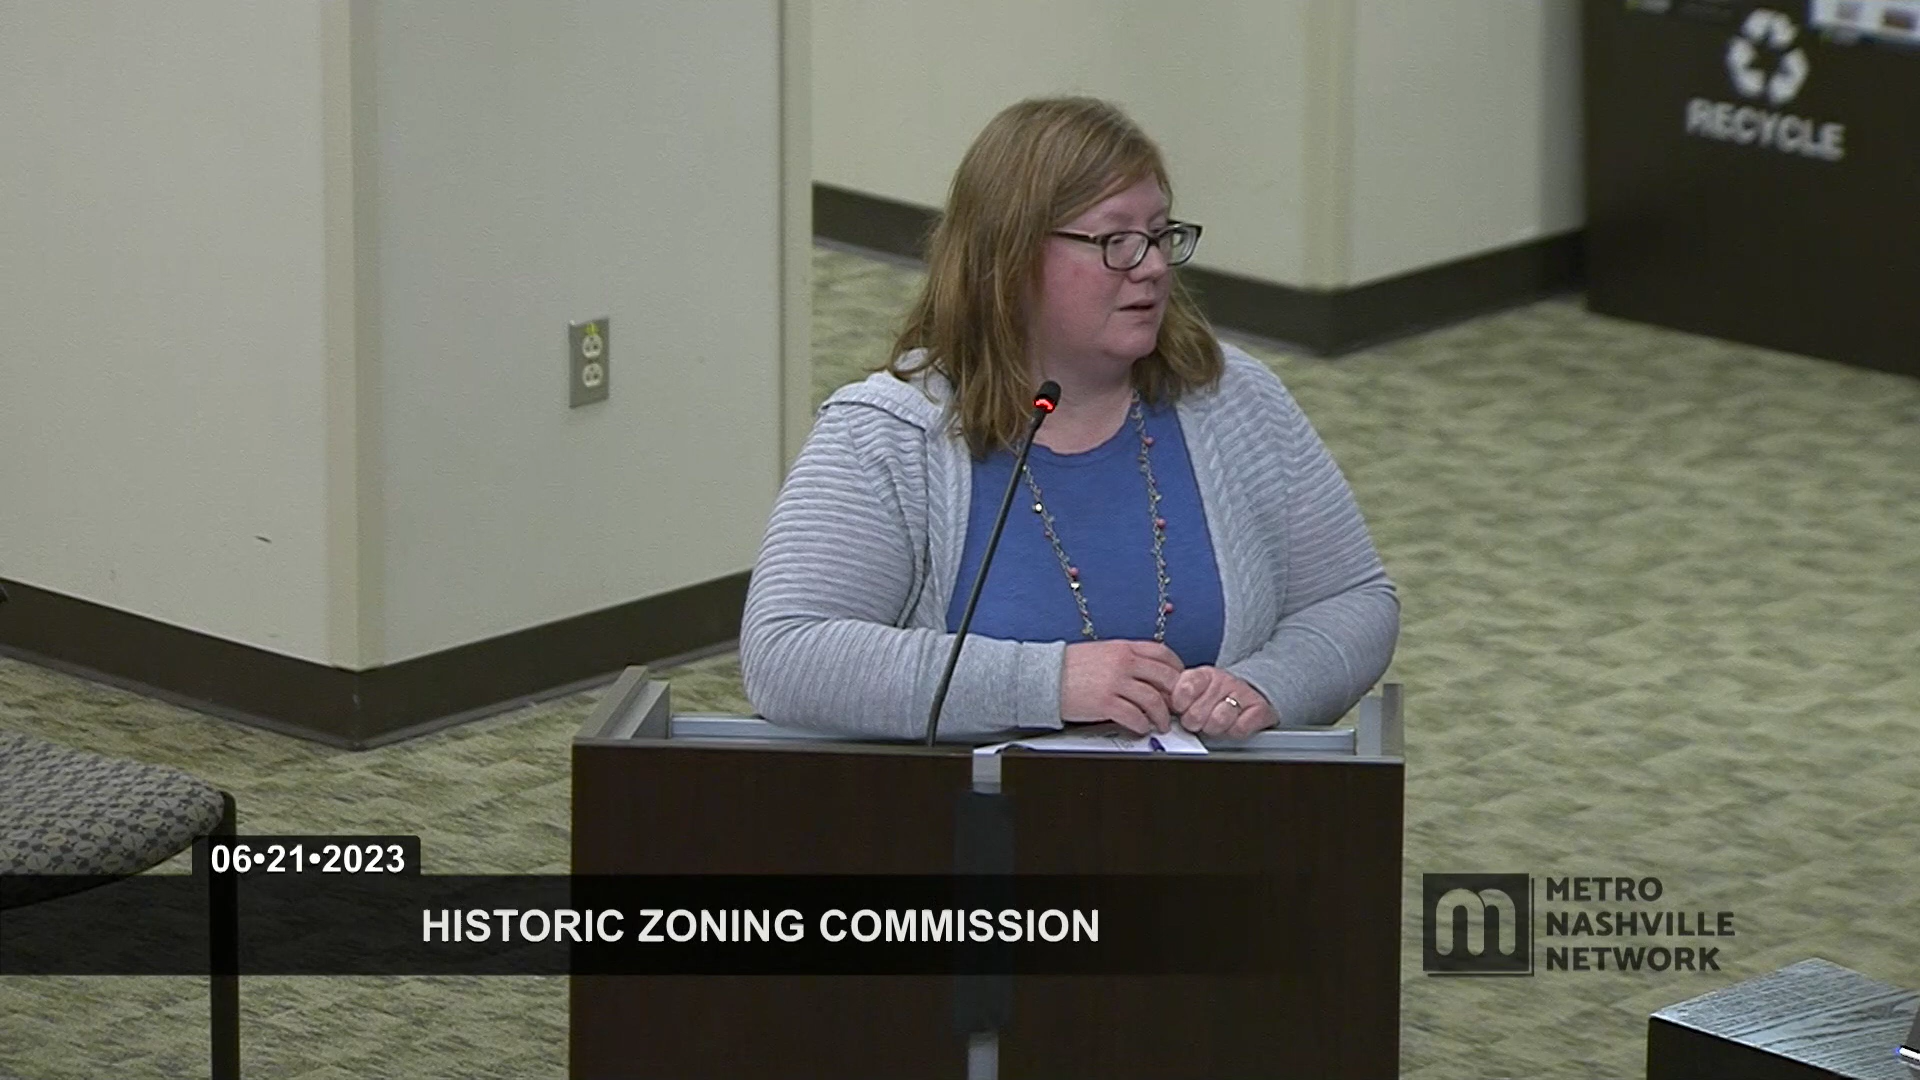 RECYCLE
06•21•2023
HISTORIC ZONING COMMISSION
m
METRO
NASHVILLE
NETWORK